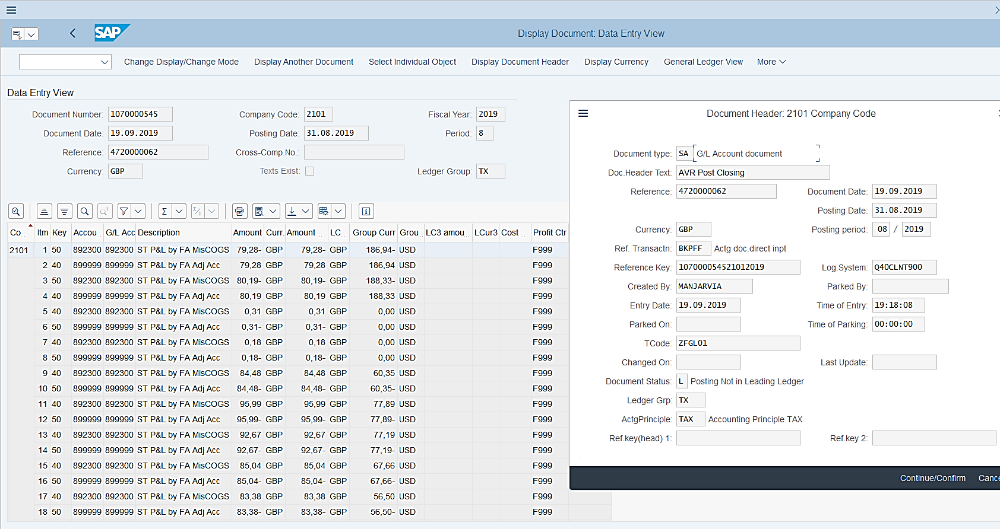 SAP
Display Document: Data Entry View
Change Display/Change Mode Display Another Document Select Individual Object Display Document Header Display Currency General Ledger View More
Data Entry View
Document Number: 1070000545 Company Code: 2101 Fiscal Year: 2019
Document Date: 19.09.2019 Posting Date: 31.08.2019 Period: 8
Reference: 4720000062 Cross-Comp.No.:
Currency: GBP Texts Exist: Ledger Group: TX
Co... Itm Key Accou... G/L Acc Description Amount Curr. Amount ... LC... Group Curr Grou... LC3 amou... LCur3 Cost ... Profit Ctr
2101 1 50 892300 892300 ST P&L by FA MisCOGS 79,28- GBP 79,28- GBP 186,94- USD F999
2 40 899999 899999 ST P&L by FA Adj Acc 79,28 GBP 79,28 GBP 186,94 USD F999
3 50 892300 892300 ST P&L by FA MisCOGS 80,19- GBP 80,19- GBP 188,33- USD F999
4 40 899999 899999 ST P&L by FA Adj Acc 80,19 GBP 80,19 GBP 188,33 USD F999
5 40 892300 892300 ST P&L by FA MisCOGS 0,31 GBP 0,31 GBP 0,00 USD F999
6 50 899999 899999 ST P&L by FA Adj Acc 0,31- GBP 0,31- GBP 0,00 USD F999
7 40 892300 892300 ST P&L by FA MisCOGS 0,18 GBP 0,18 GBP 0,00 USD F999
8 50 899999 899999 ST P&L by FA Adj Acc 0,18- GBP 0,18- GBP 0,00 USD F999
9 40 892300 892300 ST P&L by FA MisCOGS 84,48 GBP 84,48 GBP 60,35 USD F999
10 50 899999 899999 ST P&L by FA Adj Acc 84,48- GBP 84,48- GBP 60,35- USD F999
11 40 892300 892300 ST P&L by FA MisCOGS 95,99 GBP 95,99 GBP 77,89 USD F999
12 50 899999 899999 ST P&L by FA Adj Acc 95,99- GBP 95,99- GBP 77,89- USD F999
13 40 892300 892300 ST P&L by FA MisCOGS 92,67 GBP 92,67 GBP 77,19 USD F999
14 50 899999 899999 ST P&L by FA Adj Acc 92,67- GBP 92,67- GBP 77,19- USD F999
15 40 892300 892300 ST P&L by FA MisCOGS 85,04 GBP 85,04 GBP 67,66 USD F999
16 50 899999 899999 ST P&L by FA Adj Acc 85,04- GBP 85,04- GBP 67,66- USD F999
17 40 892300 892300 ST P&L by FA MisCOGS 83,38 GBP 83,38 GBP 56,50 USD F999
18 50 899999 899999 ST P&L by FA Adj Acc 83,38- GBP 83,38- GBP 56,50- USD F999
Document Header: 2101 Company Code
Document type: SA G/L Account document
Doc.Header Text: AVR Post Closing
Reference: 4720000062 Document Date: 19.09.2019
Posting Date: 31.08.2019
Currency: GBP Posting period: 08 / 2019
Ref. Transactn: BKPFF Actg doc.direct inpt
Reference Key: 107000054521012019 Log.System: Q40CLNT900
Created By: MANJARVIA Parked By:
Entry Date: 19.09.2019 Time of Entry: 19:18:08
Parked On: Time of Parking: 00:00:00
TCode: ZFGL01
Changed On: Last Update:
Document Status: L Posting Not in Leading Ledger
Ledger Grp: TX
ActgPrinciple: TAX Accounting Principle TAX
Ref.key(head) 1: Ref.key 2:
Continue/Confirm Cance